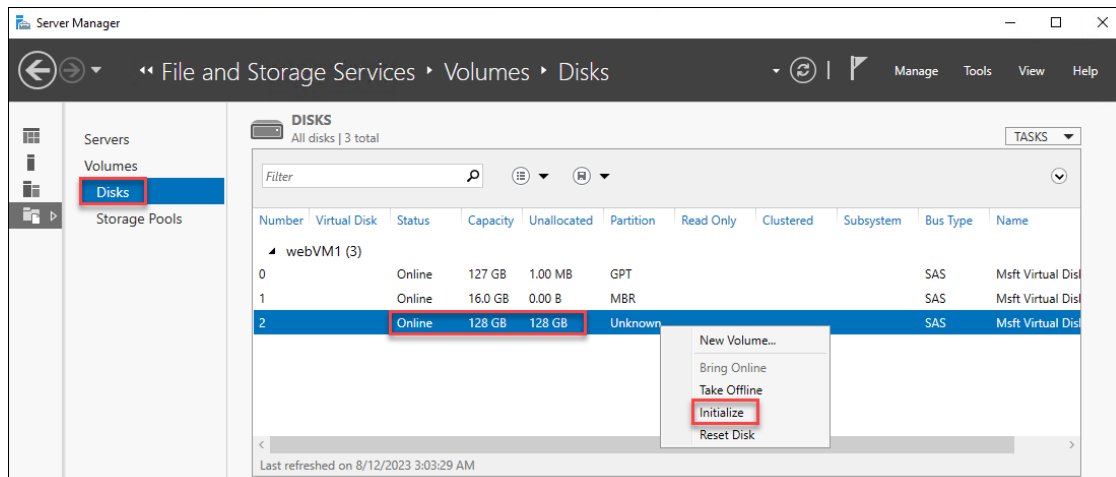 Server Manager
File and Storage Services ‣ Volumes ‣ Disks
Manage Tools View Help
Servers
Volumes
Disks
Storage Pools
DISKS
All disks | 3 total
TASKS
Filter
Number Virtual Disk Status Capacity Unallocated Partition Read Only Clustered Subsystem Bus Type Name
webVM1 (3)
0 Online 127 GB 1.00 MB GPT SAS Msft Virtual Disk
1 Online 16.0 GB 0.00 B MBR SAS Msft Virtual Disk
2 Online 128 GB 128 GB Unknown SAS Msft Virtual Disk
New Volume...
Bring Online
Take Offline
Initialize
Reset Disk
Last refreshed on 8/12/2023 3:03:29 AM